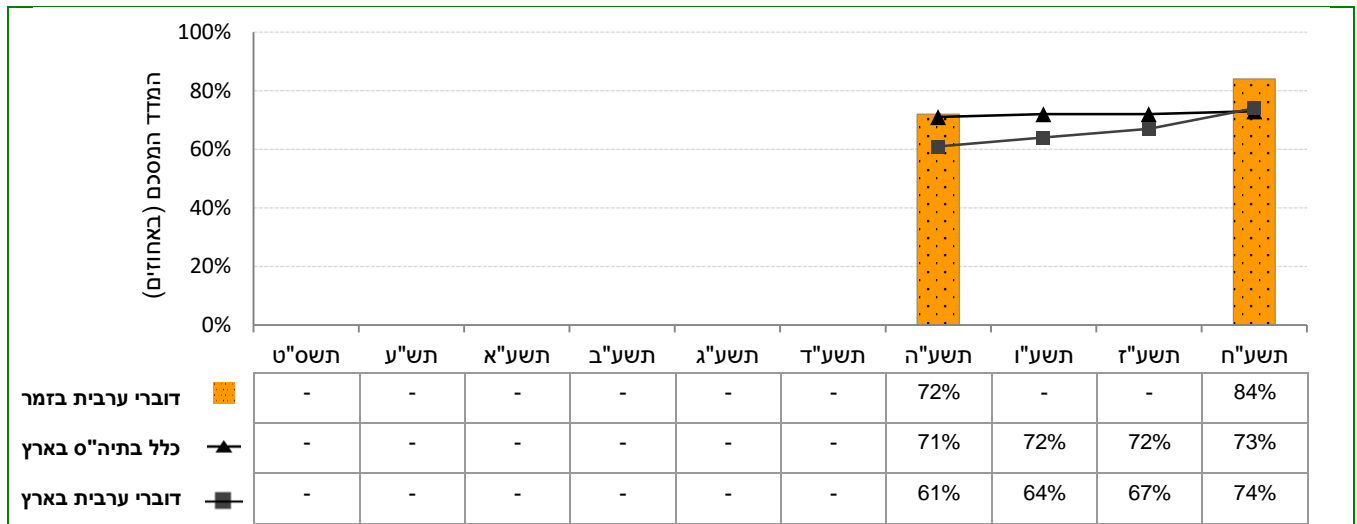 100%
80%
60%
40%
20%
0%
המדד המסכם (באחוזים)
תשס"ט תש"ע תשע"א תשע"ב תשע"ג תשע"ד תשע"ה תשע"ו תשע"ז תשע"ח
דוברי ערבית בזמר - - - - - - 72% - - 84%
כלל בתיה"ס בארץ - - - - - - 71% 72% 72% 73%
דוברי ערבית בארץ - - - - - - 61% 64% 67% 74%